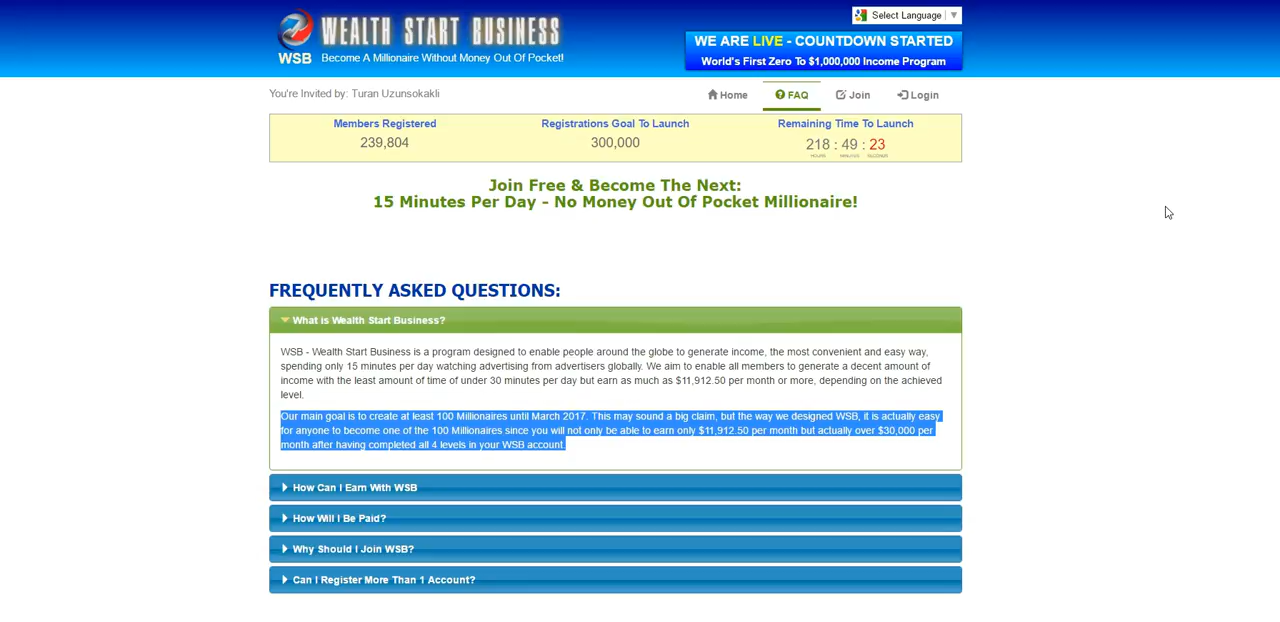 Select Language ▼
WEALTH START BUSINESS
WSB Become A Millionaire Without Money Out Of Pocket!
WE ARE LIVE - COUNTDOWN STARTED
World's First Zero To $1,000,000 Income Program
You're Invited by: Turan Uzunsokakli
Home FAQ Join Login
Members Registered Registrations Goal To Launch Remaining Time To Launch
239,804 300,000 218 : 49 : 23
HOURS MINUTES SECONDS
Join Free & Become The Next:
15 Minutes Per Day - No Money Out Of Pocket Millionaire!
FREQUENTLY ASKED QUESTIONS:
What is Wealth Start Business?
WSB - Wealth Start Business is a program designed to enable people around the globe to generate income, the most convenient and easy way,
spending only 15 minutes per day watching advertising from advertisers globally. We aim to enable all members to generate a decent amount of
income with the least amount of time of under 30 minutes per day but earn as much as $11,912.50 per month or more, depending on the achieved
level.
Our main goal is to create at least 100 Millionaires until March 2017. This may sound a big claim, but the way we designed WSB, it is actually easy
for anyone to become one of the 100 Millionaires since you will not only be able to earn only $11,912.50 per month but actually over $30,000 per
month after having completed all 4 levels in your WSB account.
How Can I Earn With WSB
How Will I Be Paid?
Why Should I Join WSB?
Can I Register More Than 1 Account?